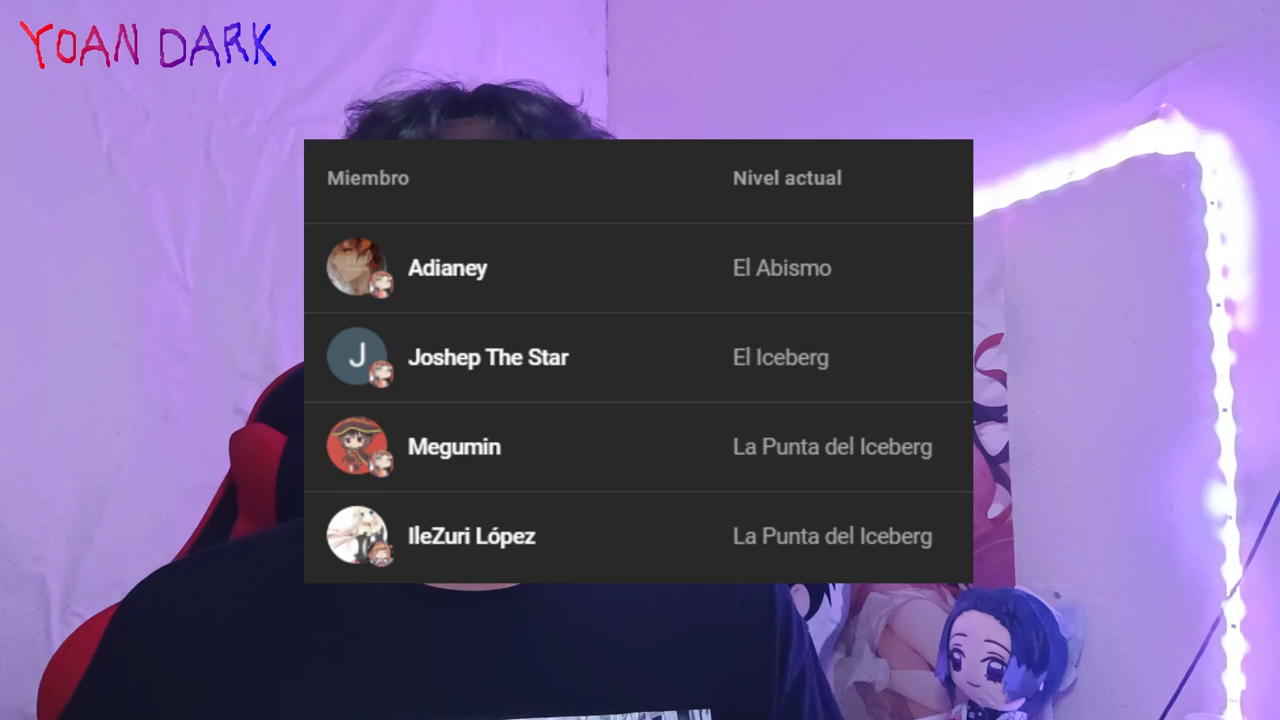 YOAN DARK
Miembro Nivel actual
Adianey El Abismo
J Joshep The Star El Iceberg
Megumin La Punta del Iceberg
IleZuri López La Punta del Iceberg